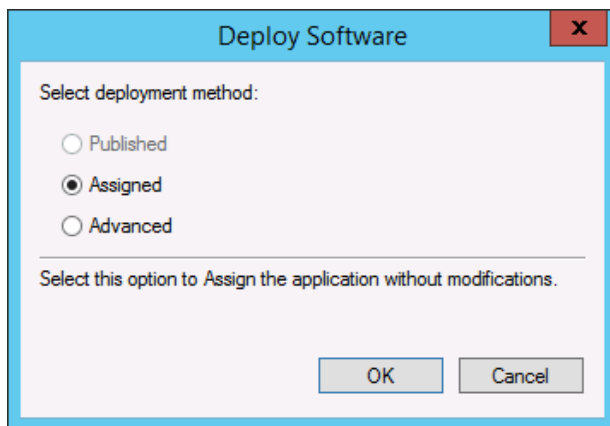 Deploy Software
x
Select deployment method:
Published
Assigned
Advanced
Select this option to Assign the application without modifications.
OK Cancel